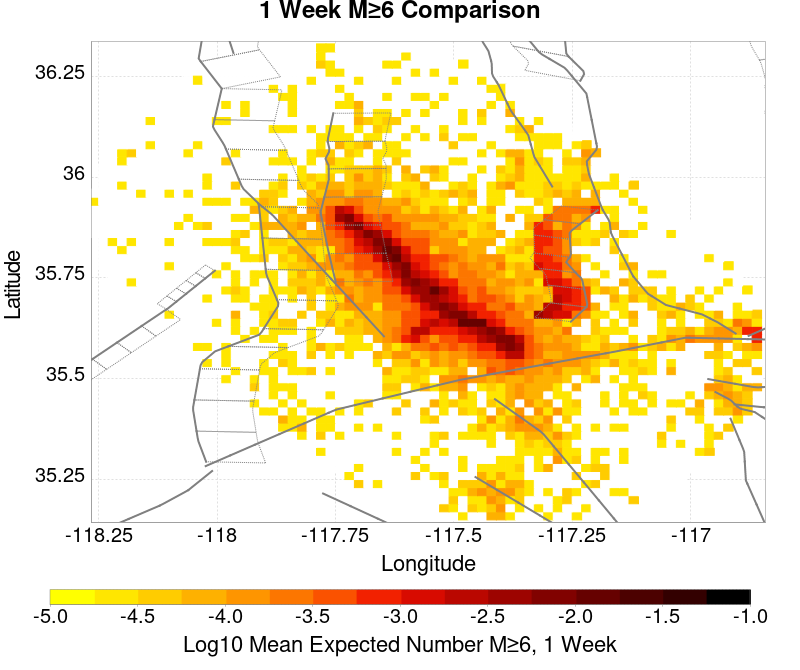 1 Week M≥6 Comparison
36.25
36
35.75
35.5
35.25
Latitude
-118.25 -118 -117.75 -117.5 -117.25 -117
Longitude
-5.0 -4.5 -4.0 -3.5 -3.0 -2.5 -2.0 -1.5 -1.0
Log10 Mean Expected Number M≥6, 1 Week